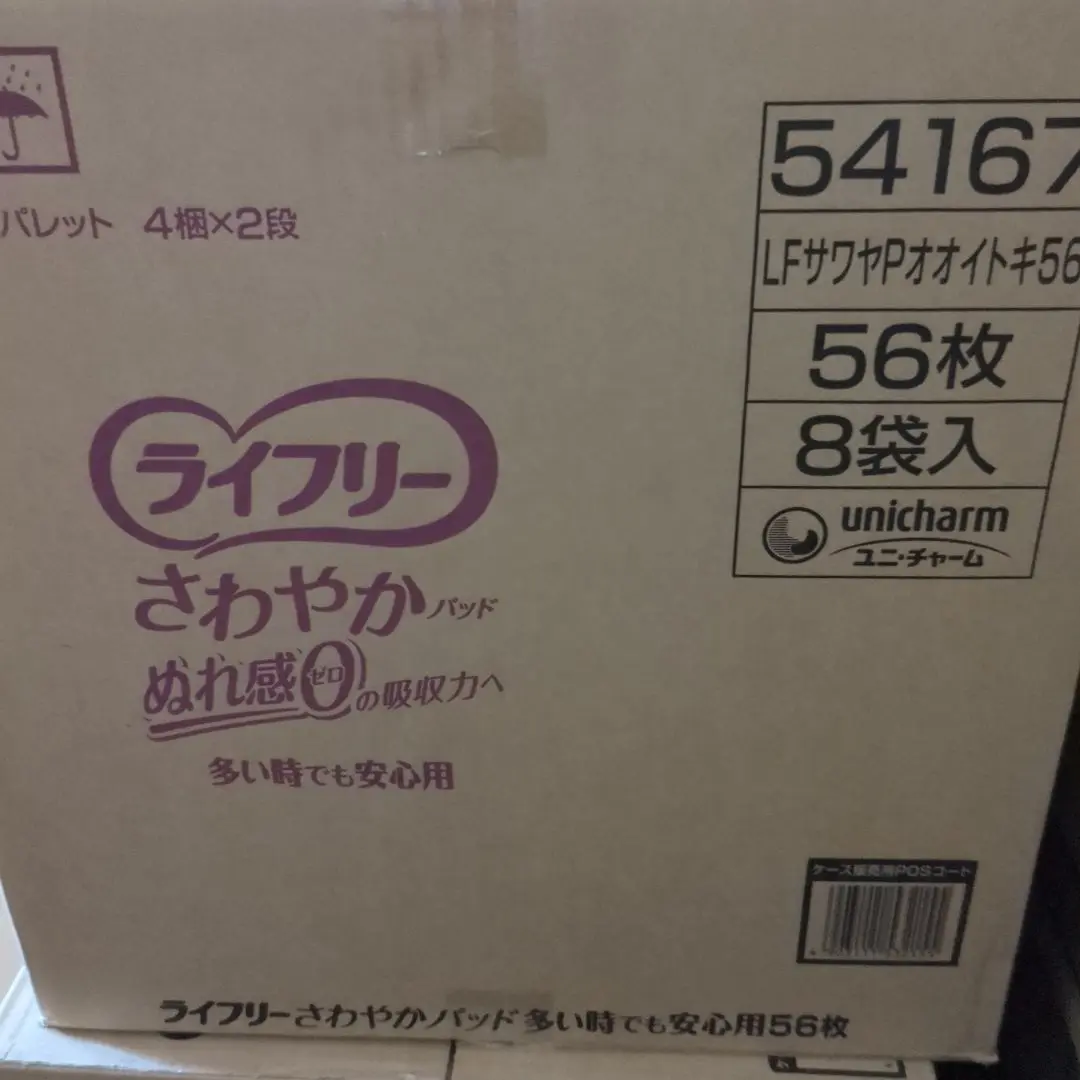 パレット 4梱×2段
54167
LFサワヤPオオイトキ56
56枚
8袋入
unicharm
ユニ・チャーム
ライフリー
さわやかパッド
ぬれ感0ゼロの吸収力へ
多い時でも安心用
ケース販売用POSコード
ライフリーさわやかパッド多い時でも安心用56枚